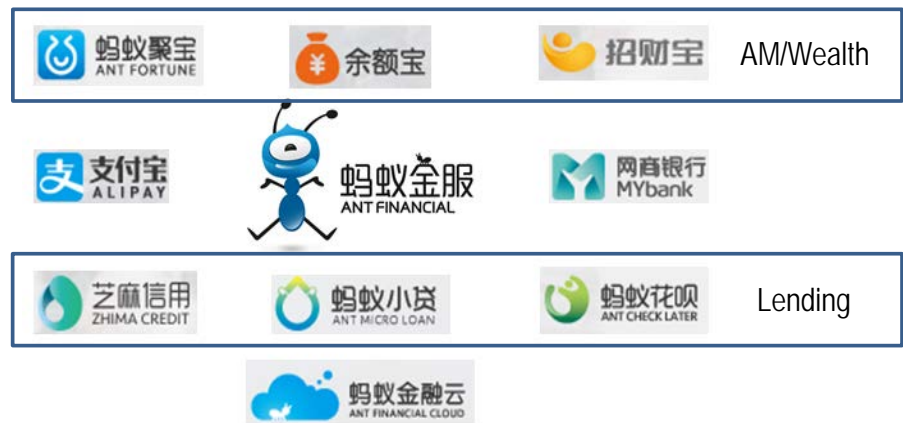 蚂蚁聚宝
ANT FORTUNE
¥
余额宝
招财宝
AM/Wealth
支
支付宝
ALIPAY
蚂蚁金服
ANT FINANCIAL
网商银行
MYbank
芝麻信用
ZHIMA CREDIT
蚂蚁小贷
ANT MICRO LOAN
蚂蚁花呗
ANT CHECK LATER
Lending
蚂蚁金融云
ANT FINANCIAL CLOUD